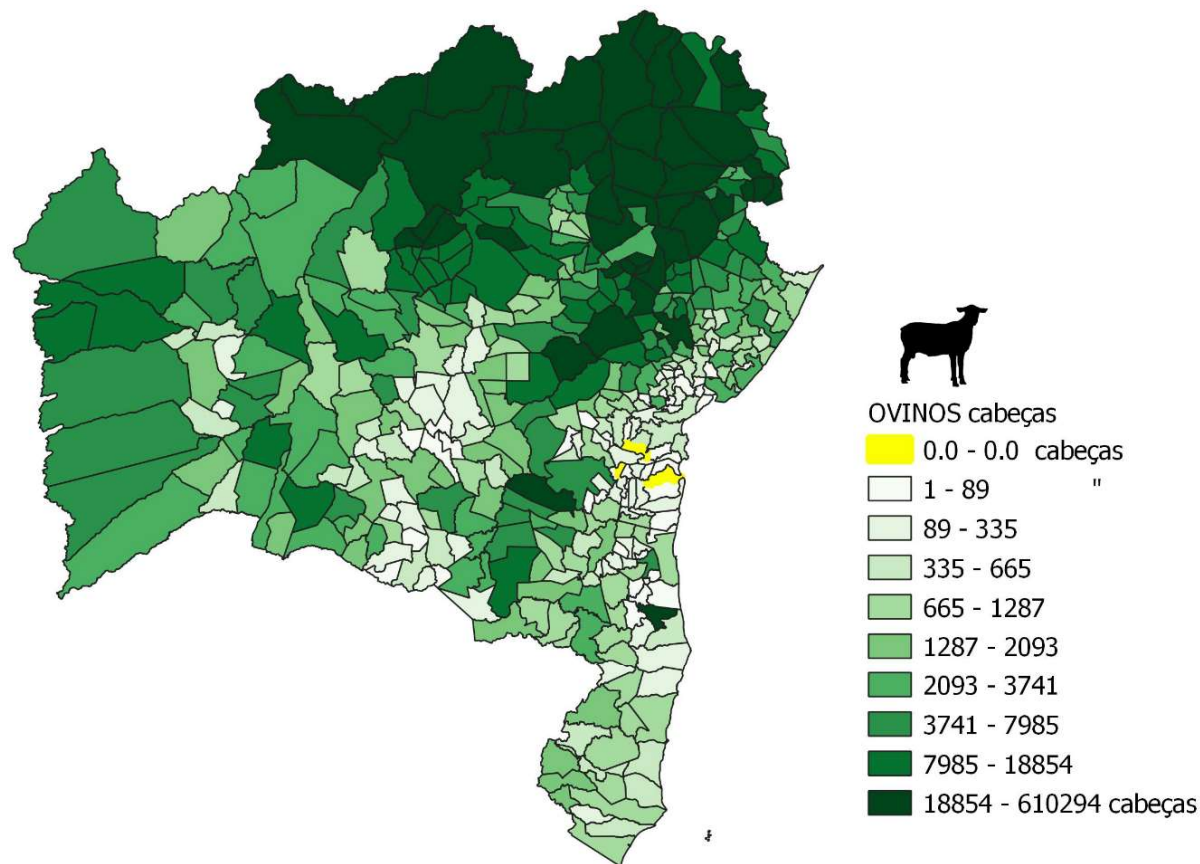 OVINOS cabeças
0.0 - 0.0 cabeças
1 - 89 "
89 - 335
335 - 665
665 - 1287
1287 - 2093
2093 - 3741
3741 - 7985
7985 - 18854
18854 - 610294 cabeças